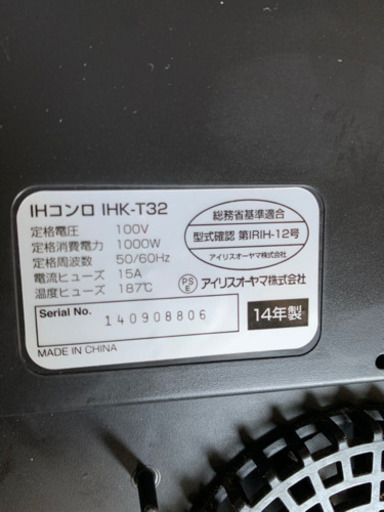 IHコンロ IHK-T32
定格電圧 100V
定格消費電力 1000W
定格周波数 50/60Hz
電流ヒューズ 15A
温度ヒューズ 187℃
総務省基準適合
型式確認 第IRIH-12号
アイリスオーヤマ株式会社
PSE アイリスオーヤマ株式会社
Serial No. 140908806
14年製
MADE IN CHINA